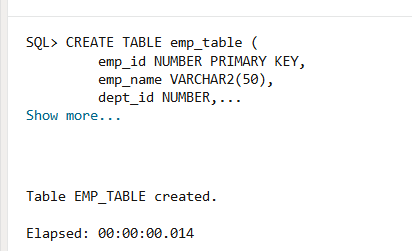 SQL> CREATE TABLE emp_table (
emp_id NUMBER PRIMARY KEY,
emp_name VARCHAR2(50),
dept_id NUMBER,...
Show more...
Table EMP_TABLE created.
Elapsed: 00:00:00.014